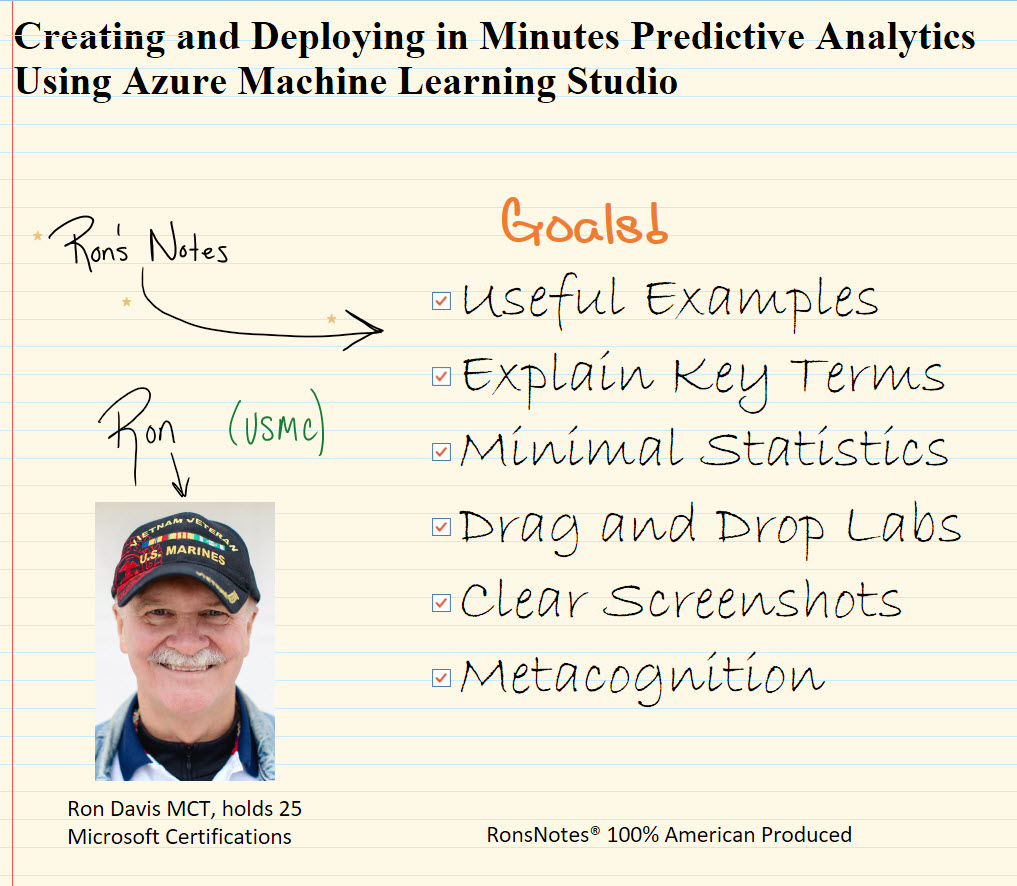 Creating and Deploying in Minutes Predictive Analytics
Using Azure Machine Learning Studio
Ron's Notes
Goals!
Useful Examples
Explain Key Terms
Minimal Statistics
Drag and Drop Labs
Clear Screenshots
Metacognition
Ron (USMC)
VIETNAM VETERAN
U.S. MARINES
Ron Davis MCT, holds 25
Microsoft Certifications
RonsNotes® 100% American Produced